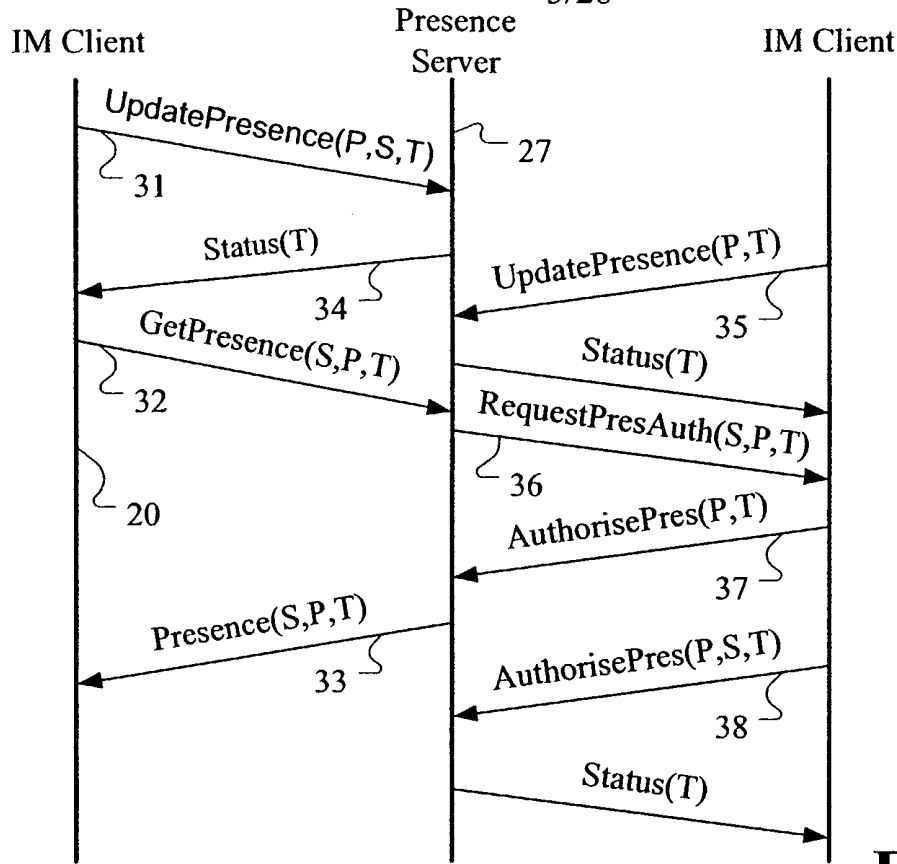 IM Client
Presence
Server
IM Client
UpdatePresence(P,S,T)
27
31
Status(T)
UpdatePresence(P,T)
34
35
GetPresence(S,P,T)
Status(T)
32
RequestPresAuth(S,P,T)
36
20
AuthorisePres(P,T)
37
Presence(S,P,T)
33
AuthorisePres(P,S,T)
38
Status(T)